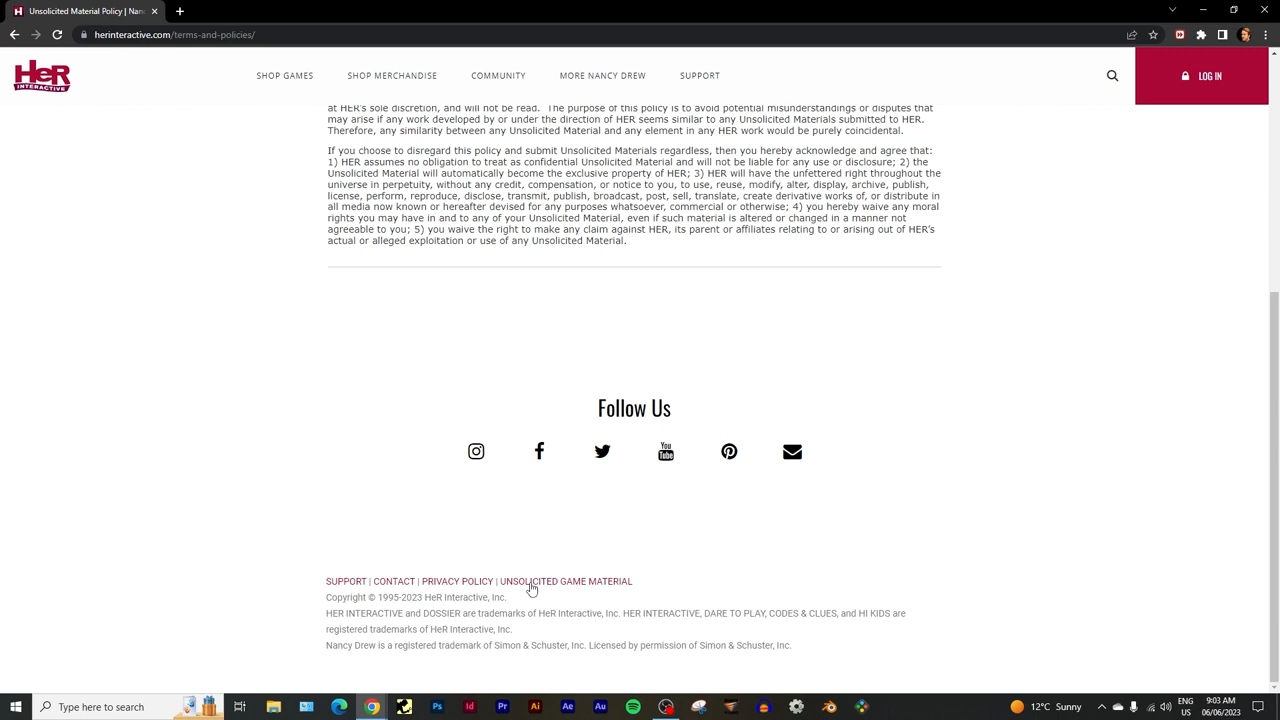 Unsolicited Material Policy | Nan
herinteractive.com/terms-and-policies/
HeR
INTERACTIVE
SHOP GAMES
SHOP MERCHANDISE
COMMUNITY
MORE NANCY DREW
SUPPORT
LOG IN
at HER's sole discretion, and will not be read. The purpose of this policy is to avoid potential misunderstandings or disputes that
may arise if any work developed by or under the direction of HER seems similar to any Unsolicited Materials submitted to HER.
Therefore, any similarity between any Unsolicited Material and any element in any HER work would be purely coincidental.
If you choose to disregard this policy and submit Unsolicited Materials regardless, then you hereby acknowledge and agree that:
1) HER assumes no obligation to treat as confidential Unsolicited Material and will not be liable for any use or disclosure; 2) the
Unsolicited Material will automatically become the exclusive property of HER; 3) HER will have the unfettered right throughout the
universe in perpetuity, without any credit, compensation, or notice to you, to use, reuse, modify, alter, display, archive, publish,
license, perform, reproduce, disclose, transmit, publish, broadcast, post, sell, translate, create derivative works of, or distribute in
all media now known or hereafter devised for any purposes whatsoever, commercial or otherwise; 4) you hereby waive any moral
rights you may have in and to any of your Unsolicited Material, even if such material is altered or changed in a manner not
agreeable to you; 5) you waive the right to make any claim against HER, its parent or affiliates relating to or arising out of HER's
actual or alleged exploitation or use of any Unsolicited Material.
Follow Us
You
Tube
SUPPORT | CONTACT | PRIVACY POLICY | UNSOLICITED GAME MATERIAL
Copyright © 1995-2023 HeR Interactive, Inc.
HER INTERACTIVE and DOSSIER are trademarks of HeR Interactive, Inc. HER INTERACTIVE, DARE TO PLAY, CODES & CLUES, and HI KIDS are
registered trademarks of HeR Interactive, Inc.
Nancy Drew is a registered trademark of Simon & Schuster, Inc. Licensed by permission of Simon & Schuster, Inc.
Type here to search
Ps
Id
Pr
Ai
Ae
Au
12°C Sunny
ENG
US
9:03 AM
06/06/2023